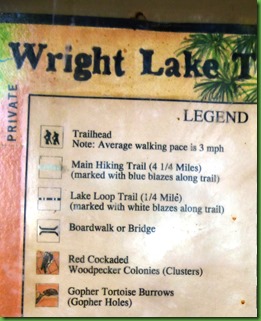 Wright Lake T
PRIVATE
LEGEND
Trailhead
Note: Average walking pace is 3 mph
Main Hiking Trail (4 1/4 Miles)
(marked with blue blazes along trail)
Lake Loop Trail (1/4 Mile)
(marked with white blazes along trail)
Boardwalk or Bridge
Red Cockaded
Woodpecker Colonies (Clusters)
Gopher Tortoise Burrows
(Gopher Holes)